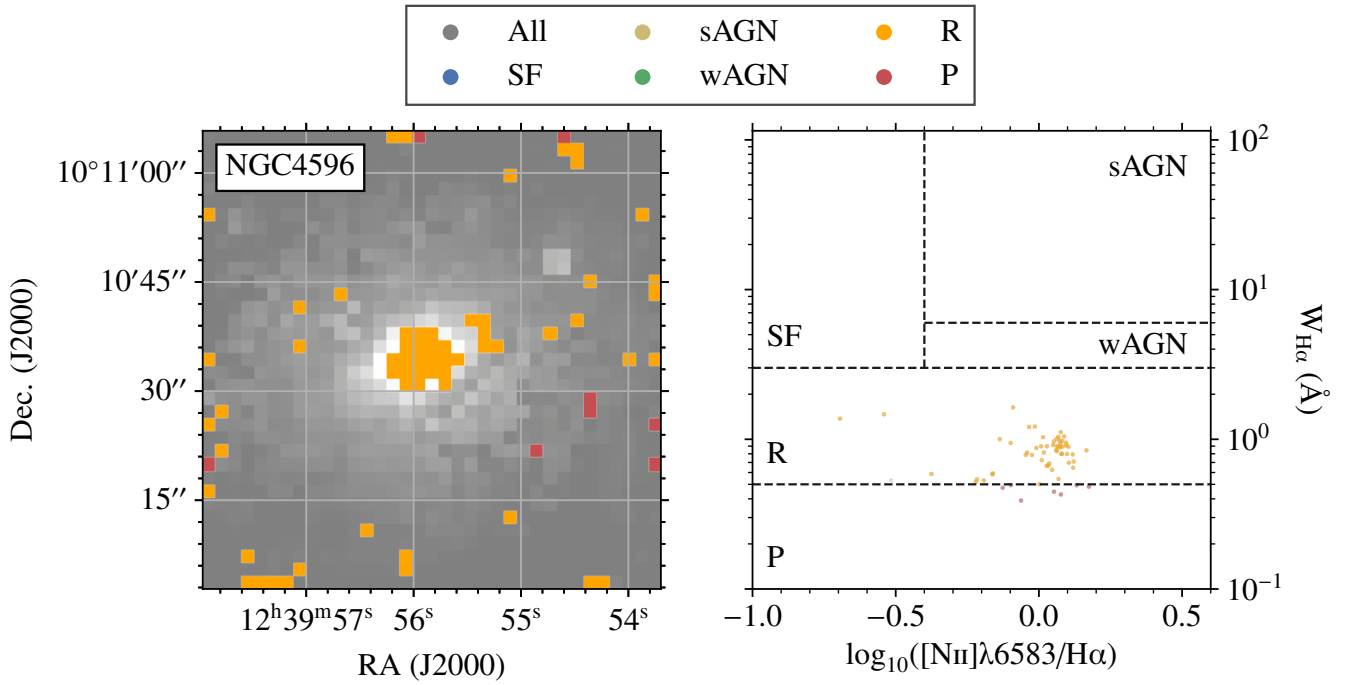 All sAGN R
SF wAGN P
NGC4596
10°11′00′′
10′45′′
30′′
15′′
Dec. (J2000)
12ʰ39ᵐ57ˢ 56ˢ 55ˢ 54ˢ
RA (J2000)
sAGN
SF
wAGN
R
P
10²
10¹
10⁰
10⁻¹
W_Hα (Å)
−1.0 −0.5 0.0 0.5
log₁₀([NII]λ6583/Hα)